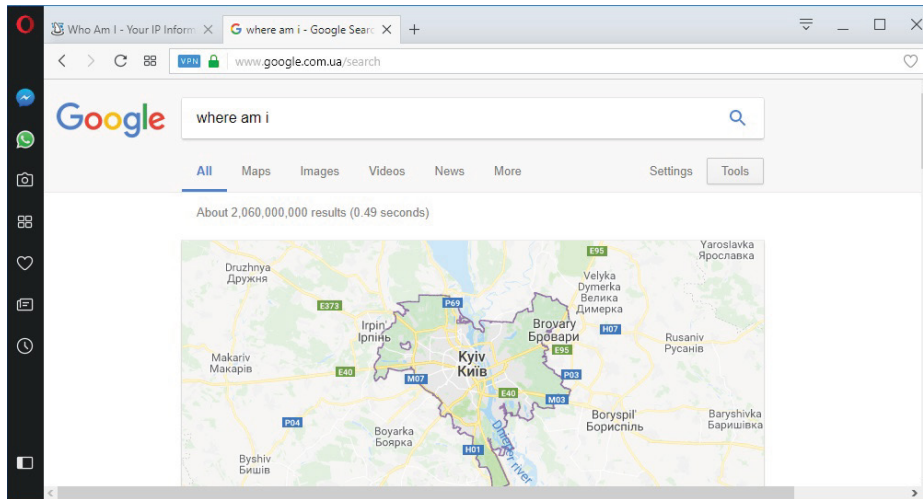 Who Am I - Your IP Inform
where am i - Google Searc
VPN www.google.com.ua/search
Google where am i
All Maps Images Videos News More Settings Tools
About 2,060,000,000 results (0.49 seconds)
E95
Yaroslavka
Ярославка
Druzhnya
Дружня
Velyka
Dymerka
Велика
Димерка
E373
P69
Irpin'
Ірпінь
Brovary
Бровари
H07
Rusaniv
Русанів
E95
Makariv
Макарів
Kyiv
Київ
E40
M07
P03
E40
M03
P04
Boryspil'
Бориспіль
Baryshivka
Баришівка
Boyarka
Боярка
H01
Dnieper river
Byshiv
Бишів